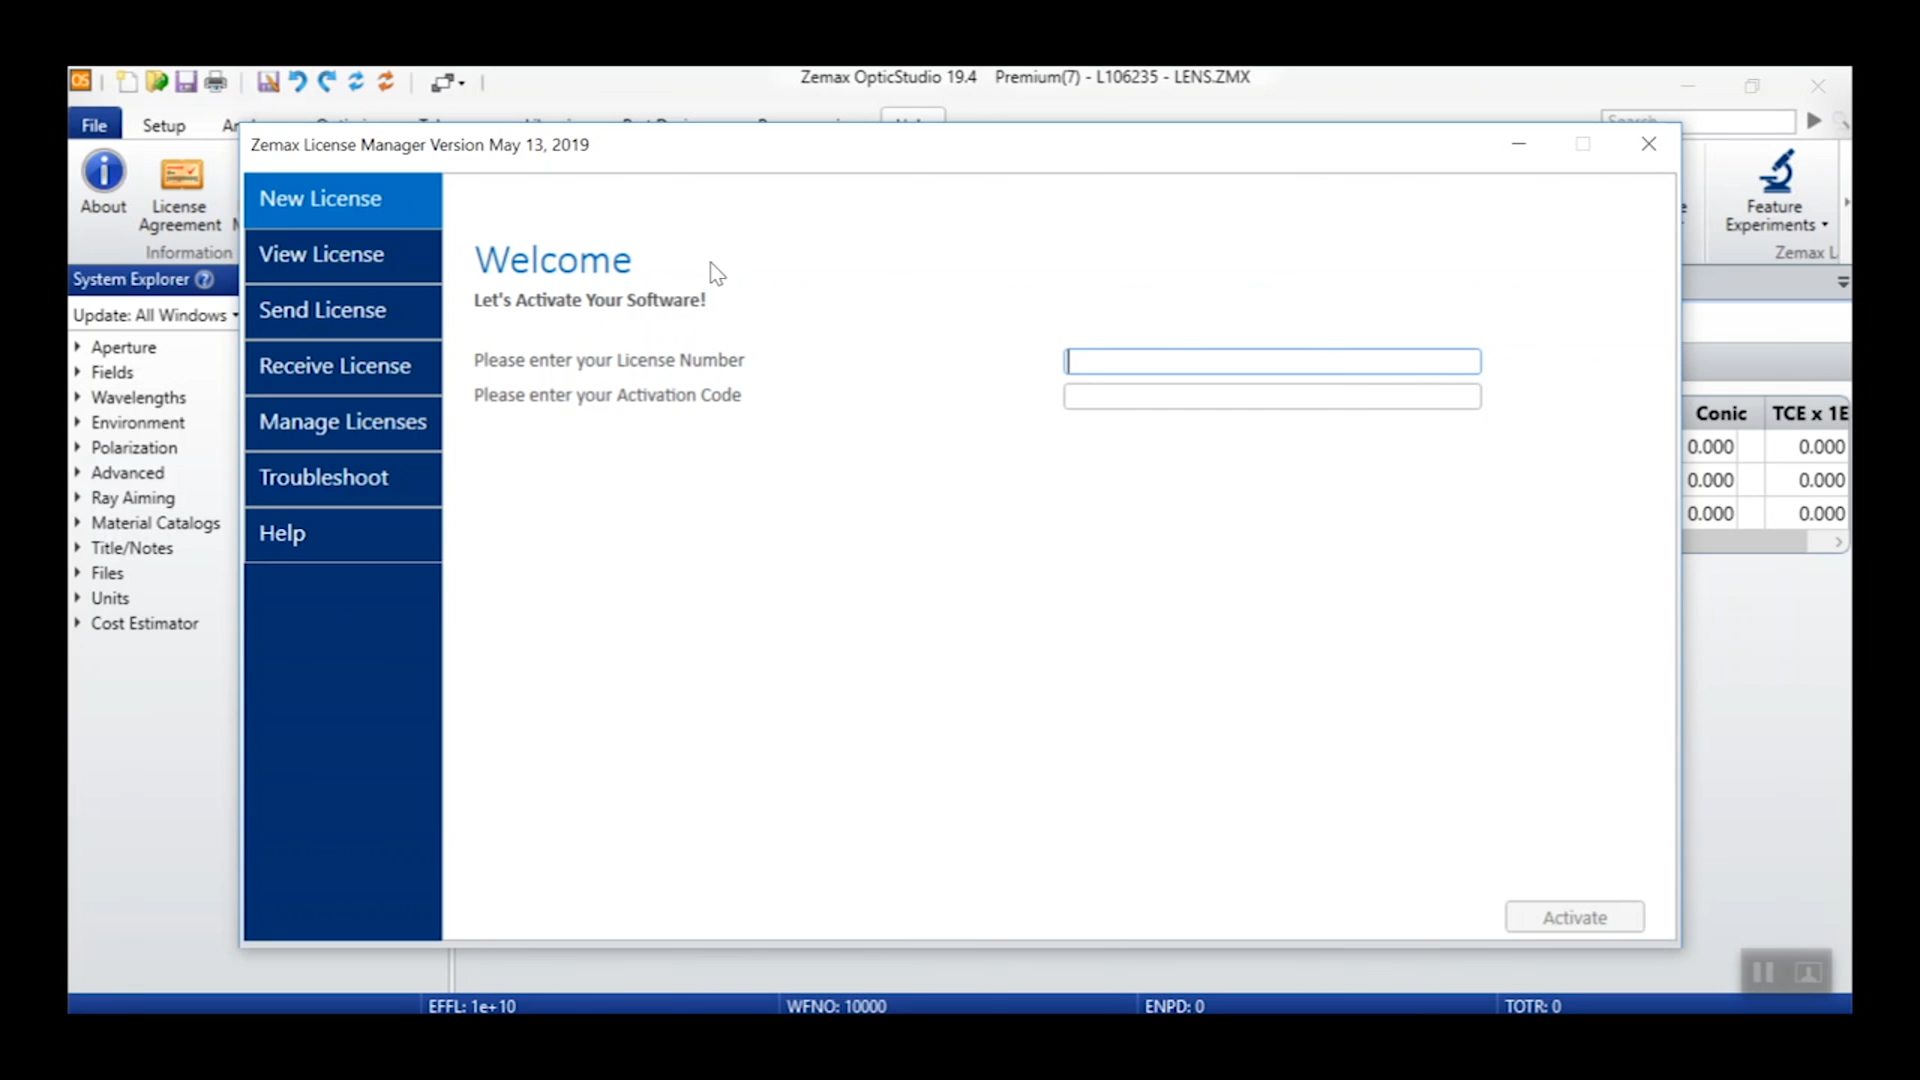 OS
Zemax OpticStudio 19.4 Premium(7) - L106235 - LENS.ZMX
File
Setup
Search
About
License
Agreement
Information
Feature
Experiments
Zemax L
System Explorer ?
Update: All Windows
Aperture
Fields
Wavelengths
Environment
Polarization
Advanced
Ray Aiming
Material Catalogs
Title/Notes
Files
Units
Cost Estimator
Zemax License Manager Version May 13, 2019
New License
View License
Send License
Receive License
Manage Licenses
Troubleshoot
Help
Welcome
Let's Activate Your Software!
Please enter your License Number
Please enter your Activation Code
Activate
Conic TCE x 1E
0.000 0.000
0.000 0.000
0.000 0.000
EFFL: 1e+10 WFNO: 10000 ENPD: 0 TOTR: 0